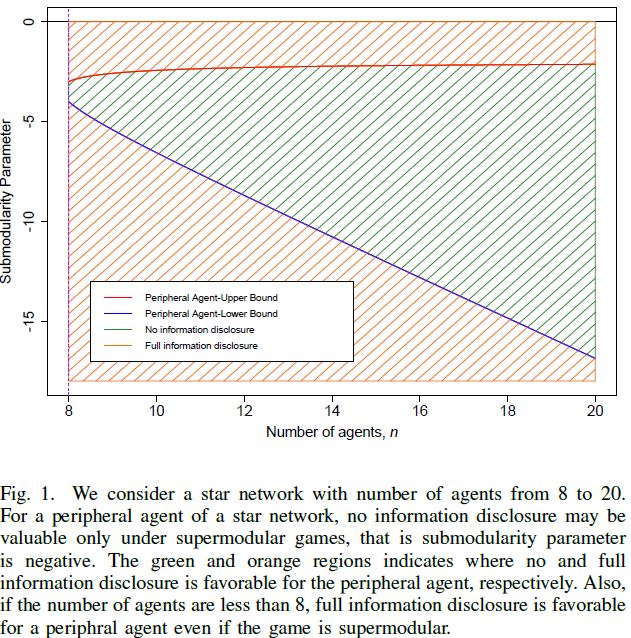 0
-5
-10
-15
Submodularity Parameter
Peripheral Agent-Upper Bound
Peripheral Agent-Lower Bound
No information disclosure
Full information disclosure
8 10 12 14 16 18 20
Number of agents, n
Fig. 1. We consider a star network with number of agents from 8 to 20.
For a peripheral agent of a star network, no information disclosure may be
valuable only under supermodular games, that is submodularity parameter
is negative. The green and orange regions indicates where no and full
information disclosure is favorable for the peripheral agent, respectively. Also,
if the number of agents are less than 8, full information disclosure is favorable
for a periphral agent even if the game is supermodular.